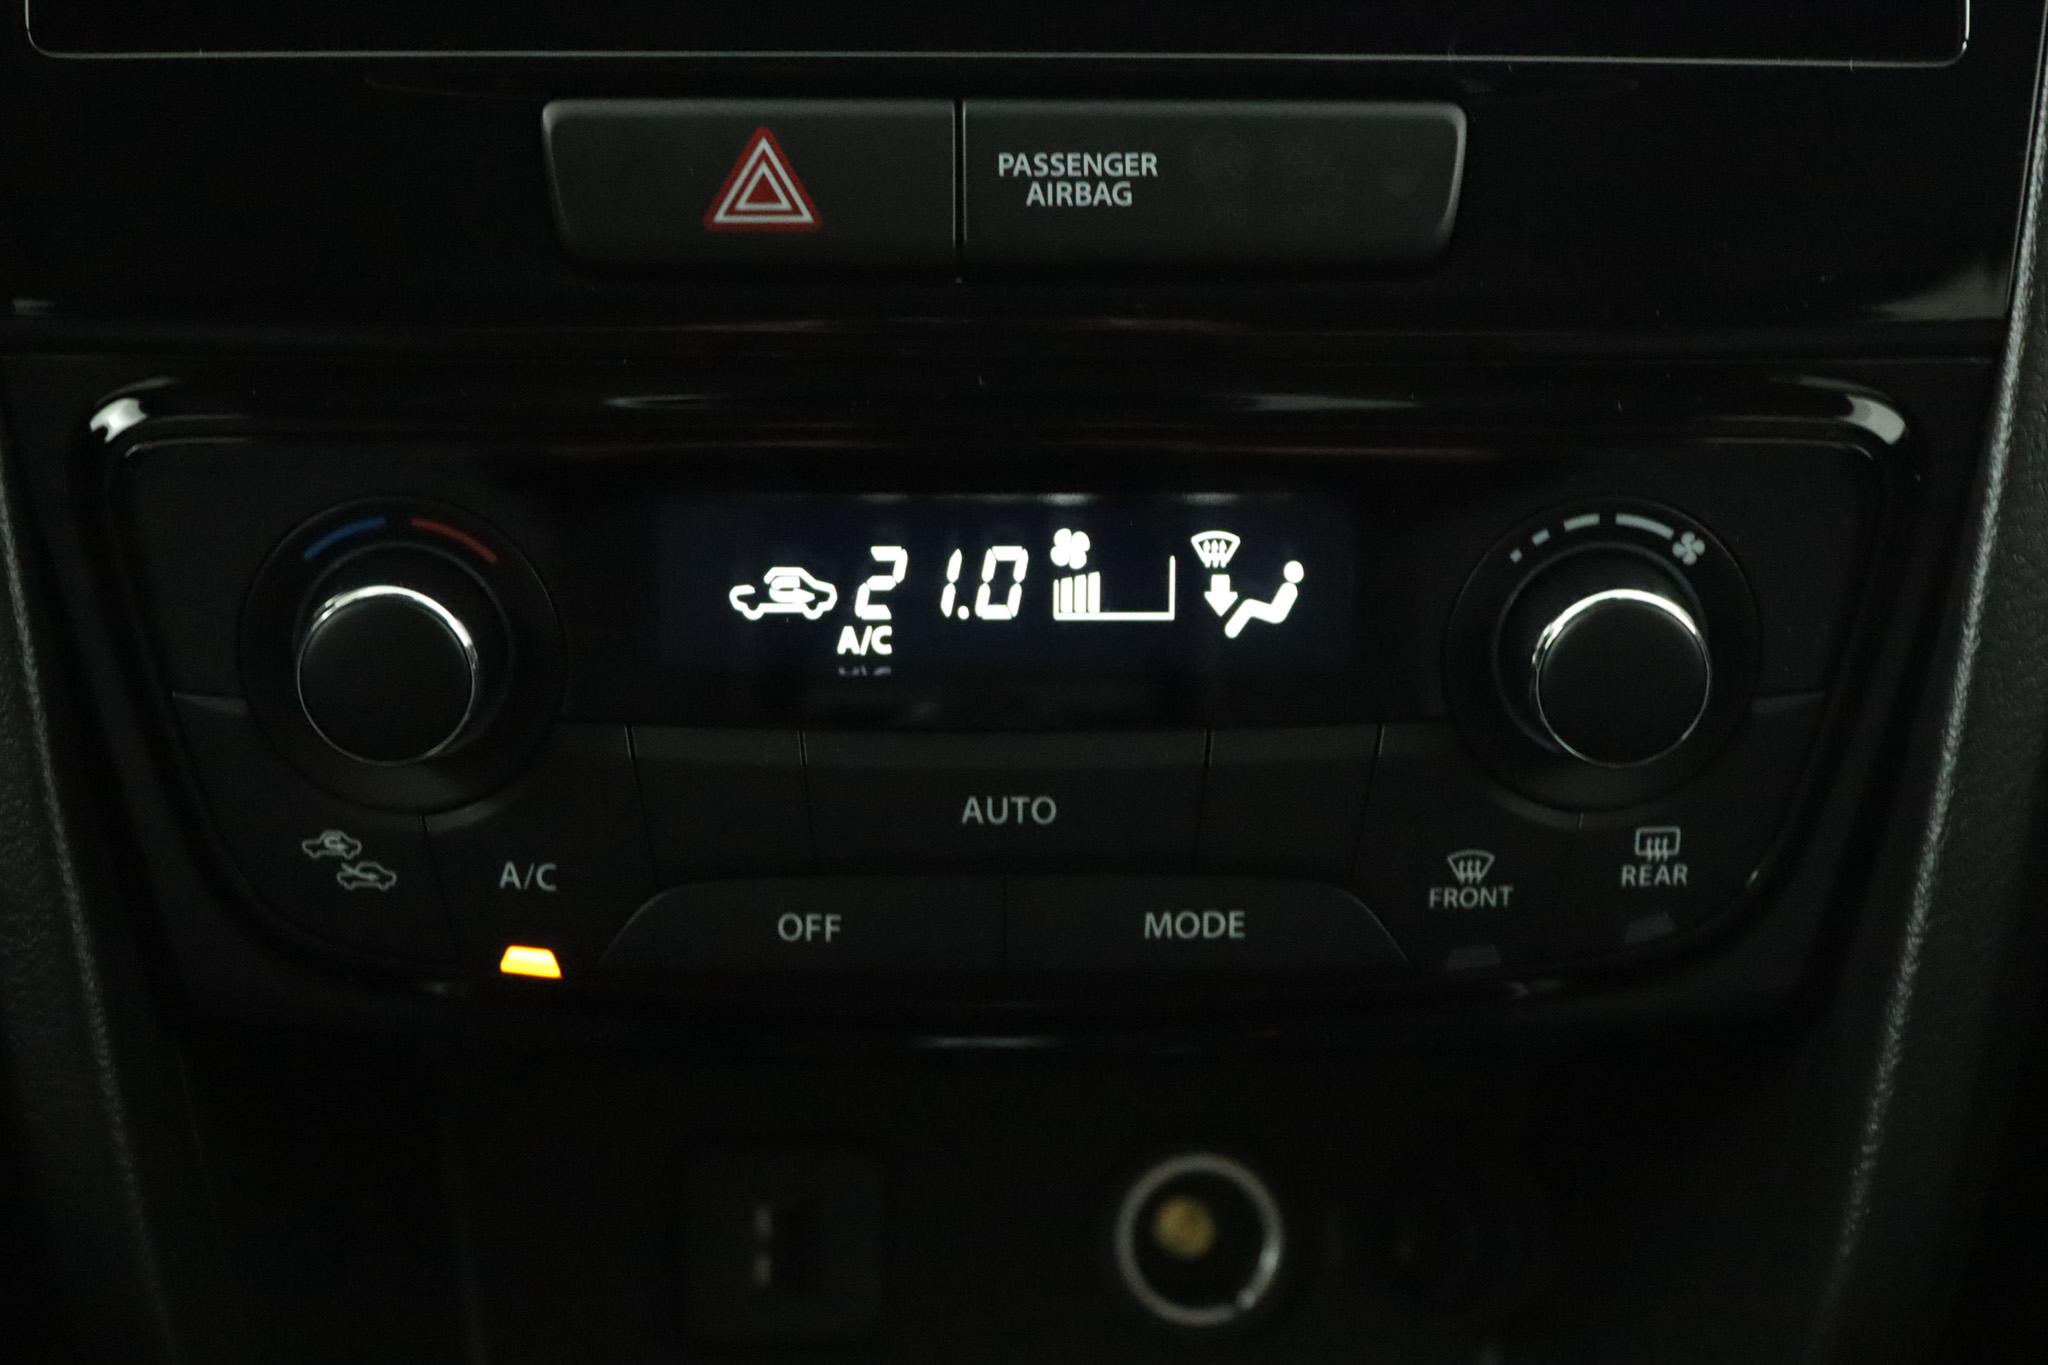 PASSENGER
AIRBAG
21.0
A/C
AUTO
A/C
OFF
MODE
FRONT
REAR